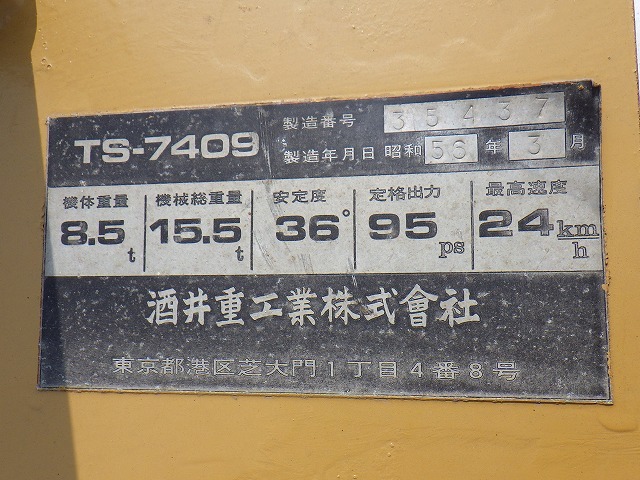 TS-7409
製造番号 35437
製造年月日 昭和 56 年 3 月
機体重量 機械総重量 安定度 定格出力 最高速度
8.5 t 15.5 t 36° 95 ps 24 km/h
酒井重工業株式會社
東京都港区芝大門1丁目4番8号